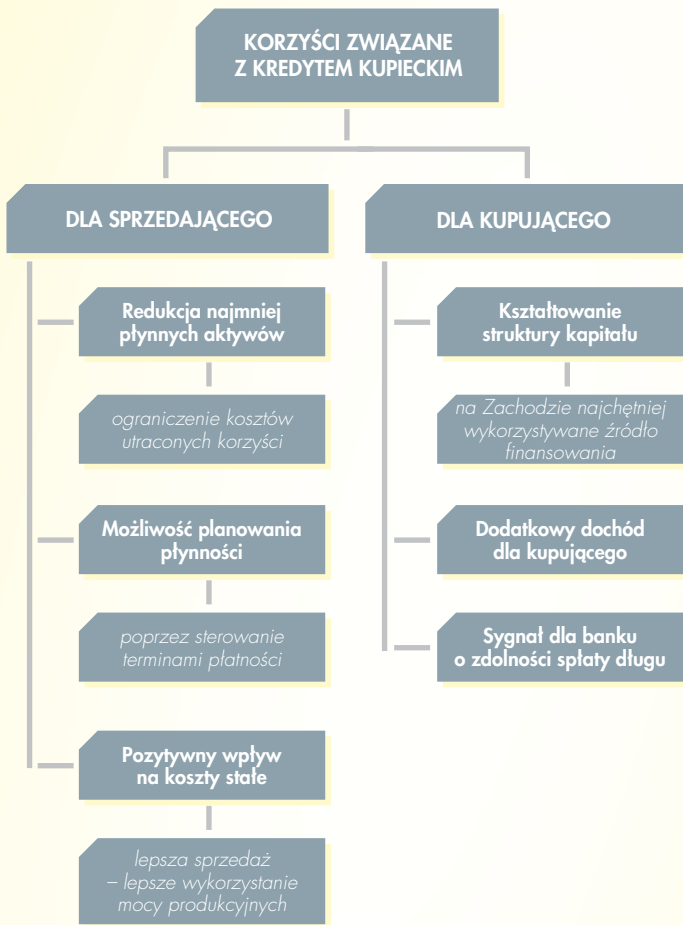 KORZYŚCI ZWIĄZANE
Z KREDYTEM KUPIECKIM
DLA SPRZEDAJĄCEGO
Redukcja najmniej
płynnych aktywów
ograniczenie kosztów
utraconych korzyści
Możliwość planowania
płynności
poprzez sterowanie
terminami płatności
Pozytywny wpływ
na koszty stałe
lepsza sprzedaż
– lepsze wykorzystanie
mocy produkcyjnych
DLA KUPUJĄCEGO
Kształtowanie
struktury kapitału
na Zachodzie najchętniej
wykorzystywane źródło
finansowania
Dodatkowy dochód
dla kupującego
Sygnał dla banku
o zdolności spłaty długu